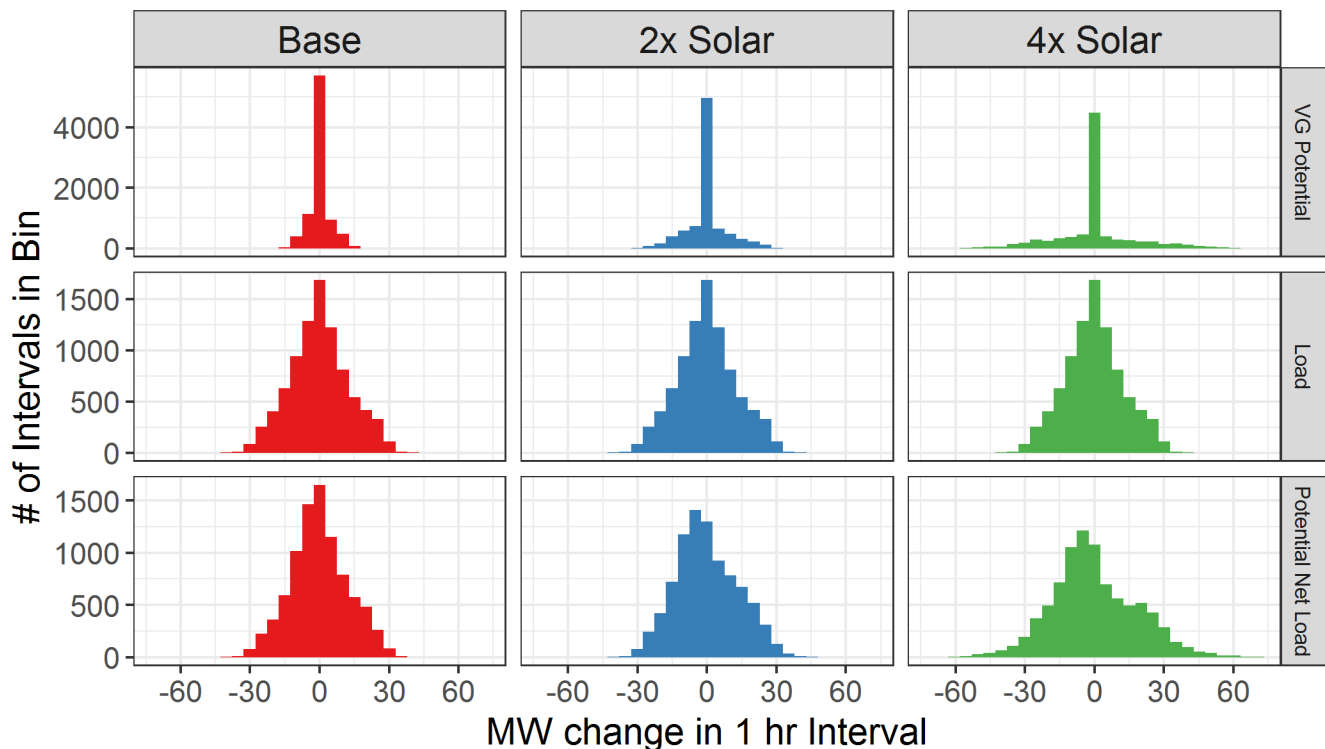 Base
2x Solar
4x Solar
# of Intervals in Bin
4000
2000
0
VG Potential
1500
1000
500
0
Load
1500
1000
500
0
Potential Net Load
-60 -30 0 30 60
-60 -30 0 30 60
-60 -30 0 30 60
MW change in 1 hr Interval